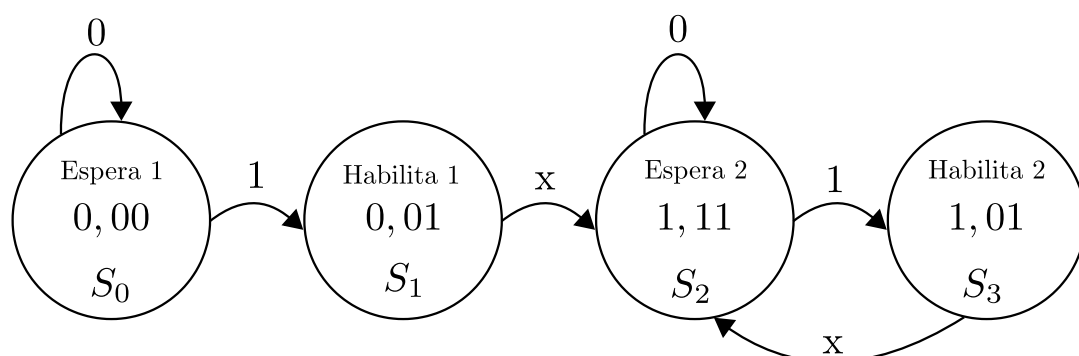 0
0
Espera 1
0, 00
S0
1
Habilita 1
0, 01
S1
x
Espera 2
1, 11
S2
1
Habilita 2
1, 01
S3
x